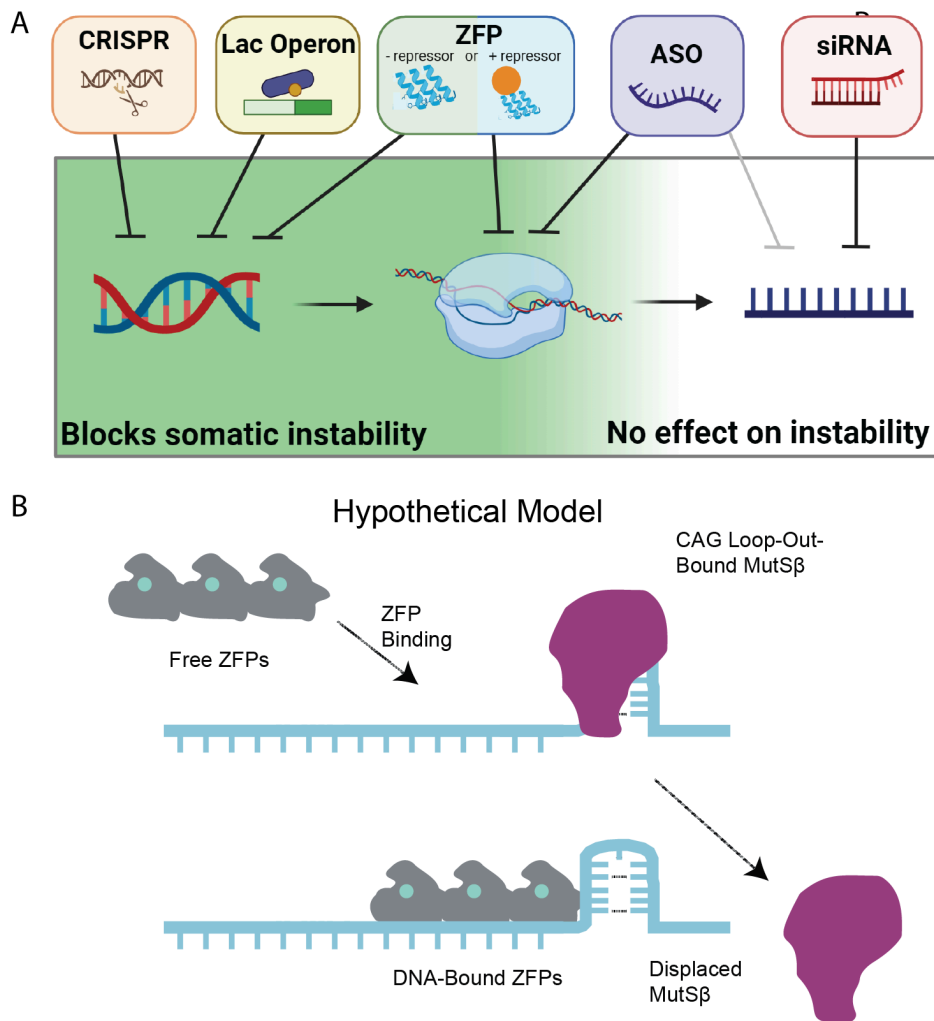 A
CRISPR
Lac Operon
ZFP
- repressor or + repressor
ASO
siRNA
Blocks somatic instability
No effect on instability
B
Hypothetical Model
CAG Loop-Out-
Bound MutSβ
ZFP
Binding
Free ZFPs
DNA-Bound ZFPs
Displaced
MutSβ